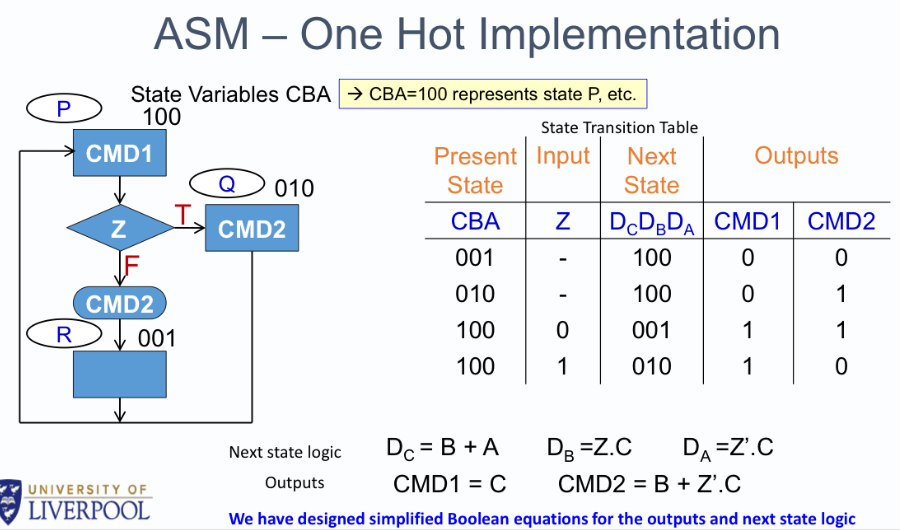 ASM – One Hot Implementation
State Variables CBA
→ CBA=100 represents state P, etc.
P
100
CMD1
Q
010
Z
T
CMD2
F
CMD2
R
001
State Transition Table
Present State Input Next State Outputs
CBA Z D_CD_BD_A CMD1 CMD2
001 - 100 0 0
010 - 100 0 1
100 0 001 1 1
100 1 010 1 0
Next state logic D_C = B + A D_B =Z.C D_A =Z’.C
Outputs CMD1 = C CMD2 = B + Z’.C
UNIVERSITY OF
LIVERPOOL
We have designed simplified Boolean equations for the outputs and next state logic